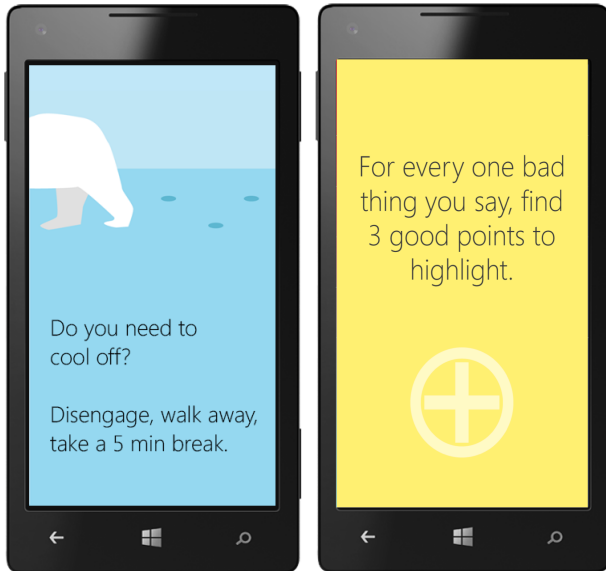 Do you need to
cool off?
Disengage, walk away,
take a 5 min break.
For every one bad
thing you say, find
3 good points to
highlight.